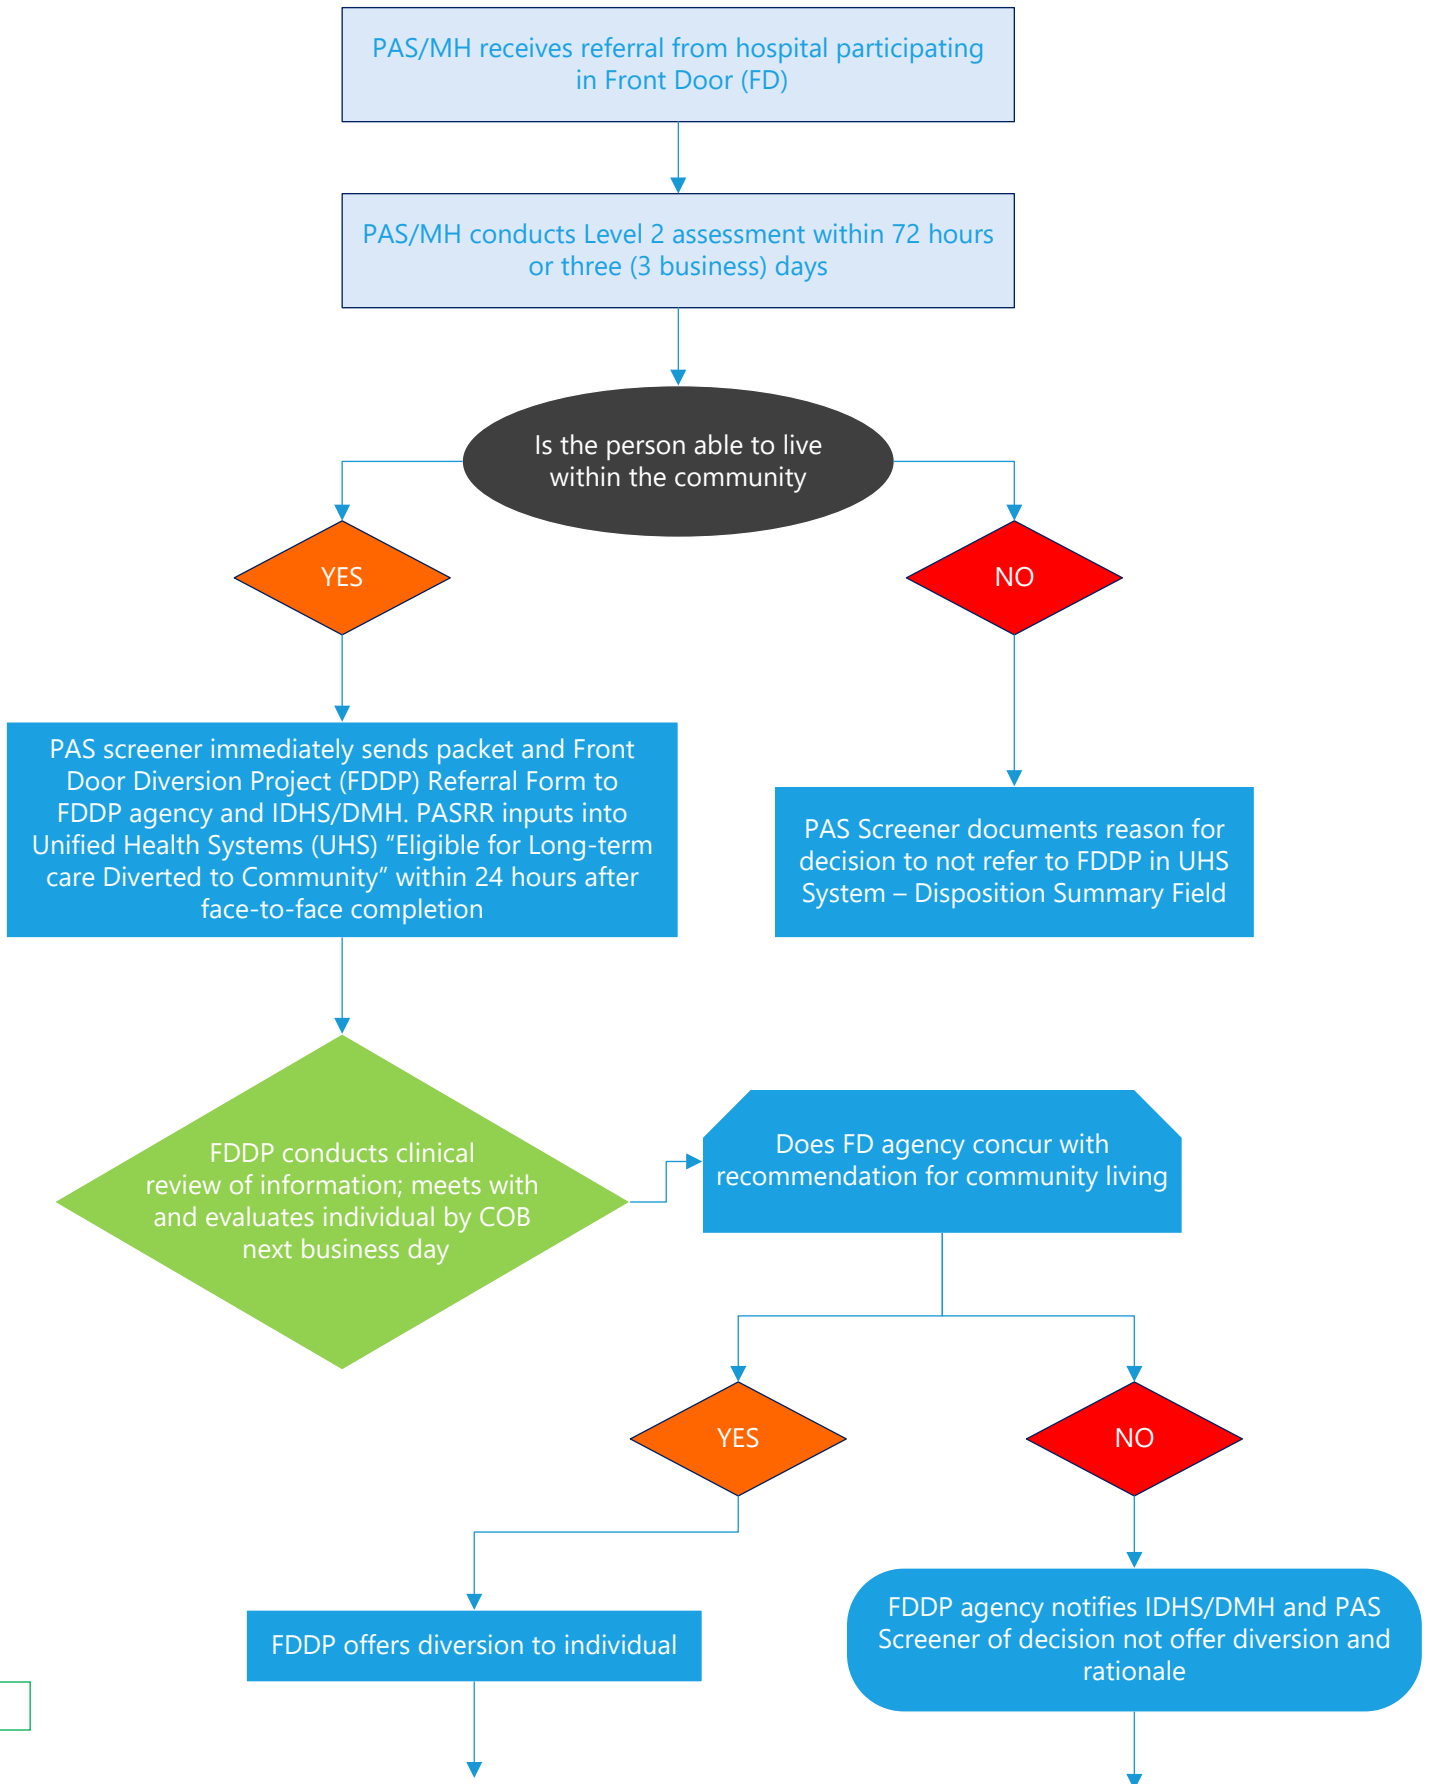 PAS/MH receives referral from hospital participating
in Front Door (FD)
PAS/MH conducts Level 2 assessment within 72 hours
or three (3 business) days
Is the person able to live
within the community
YES
NO
PAS screener immediately sends packet and Front
Door Diversion Project (FDDP) Referral Form to
FDDP agency and IDHS/DMH. PASRR inputs into
Unified Health Systems (UHS) “Eligible for Long-term
care Diverted to Community” within 24 hours after
face-to-face completion
PAS Screener documents reason for
decision to not refer to FDDP in UHS
System – Disposition Summary Field
FDDP conducts clinical
review of information; meets with
and evaluates individual by COB
next business day
Does FD agency concur with
recommendation for community living
YES
NO
FDDP offers diversion to individual
FDDP agency notifies IDHS/DMH and PAS
Screener of decision not offer diversion and
rationale